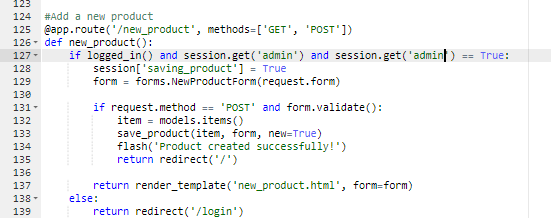 123
124 #Add a new product
125 @app.route('/new_product', methods=['GET', 'POST'])
126 def new_product():
127 if logged_in() and session.get('admin') and session.get('admin') == True:
128 session['saving_product'] = True
129 form = forms.NewProductForm(request.form)
130
131 if request.method == 'POST' and form.validate():
132 item = models.items()
133 save_product(item, form, new=True)
134 flash('Product created successfully!')
135 return redirect('/')
136
137 return render_template('new_product.html', form=form)
138 else:
139 return redirect('/login')